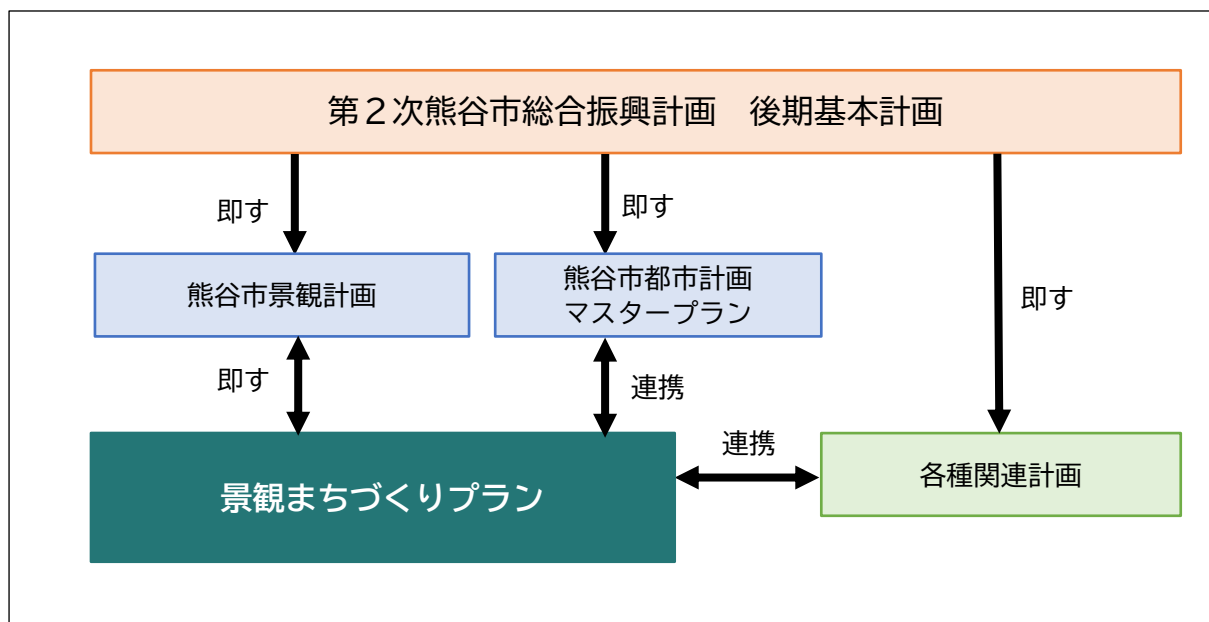 第２次熊谷市総合振興計画　後期基本計画
即す
即す
熊谷市景観計画
熊谷市都市計画
マスタープラン
即す
即す
連携
連携
景観まちづくりプラン
各種関連計画